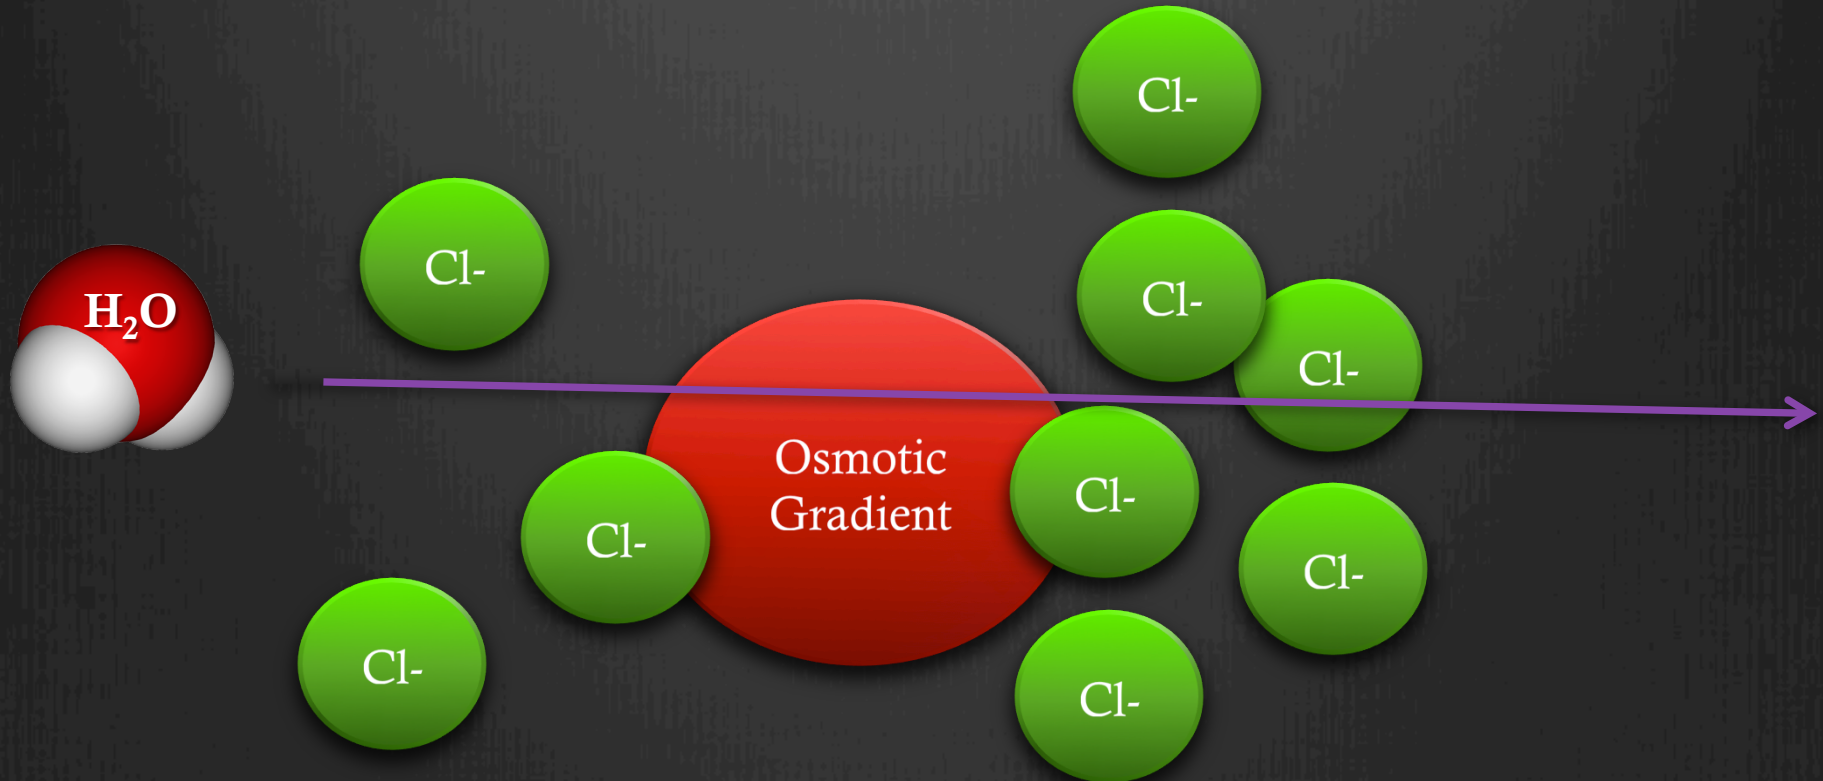 Cl-
Cl-
Cl-
H₂O
Cl-
Osmotic
Gradient
Cl-
Cl-
Cl-
Cl-
Cl-